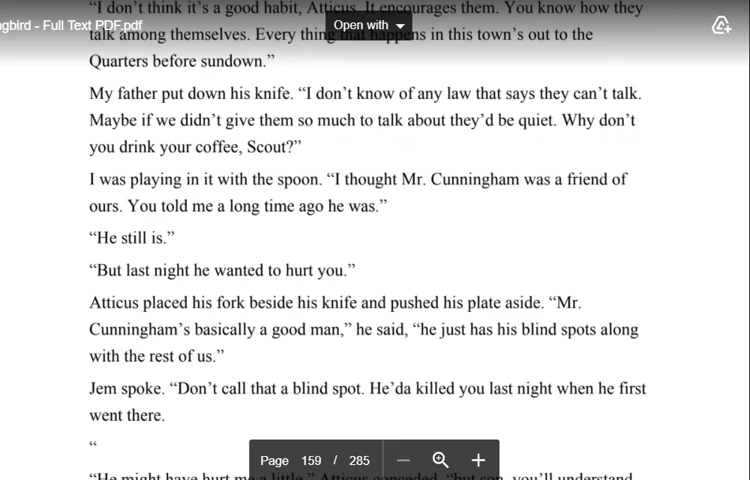 “I don’t think it’s a good habit, Atticus. It encourages them. You know how they
ngbird - Full Text PDF.pdf
Open with
talk among themselves. Every thing that happens in this town’s out to the
Quarters before sundown.”
My father put down his knife. “I don’t know of any law that says they can’t talk.
Maybe if we didn’t give them so much to talk about they’d be quiet. Why don’t
you drink your coffee, Scout?”
I was playing in it with the spoon. “I thought Mr. Cunningham was a friend of
ours. You told me a long time ago he was.”
“He still is.”
“But last night he wanted to hurt you.”
Atticus placed his fork beside his knife and pushed his plate aside. “Mr.
Cunningham’s basically a good man,” he said, “he just has his blind spots along
with the rest of us.”
Jem spoke. “Don’t call that a blind spot. He’da killed you last night when he first
went there.
“
Page 159 / 285
“He might have hurt me a little,” Atticus conceded, “but son, you’ll understand